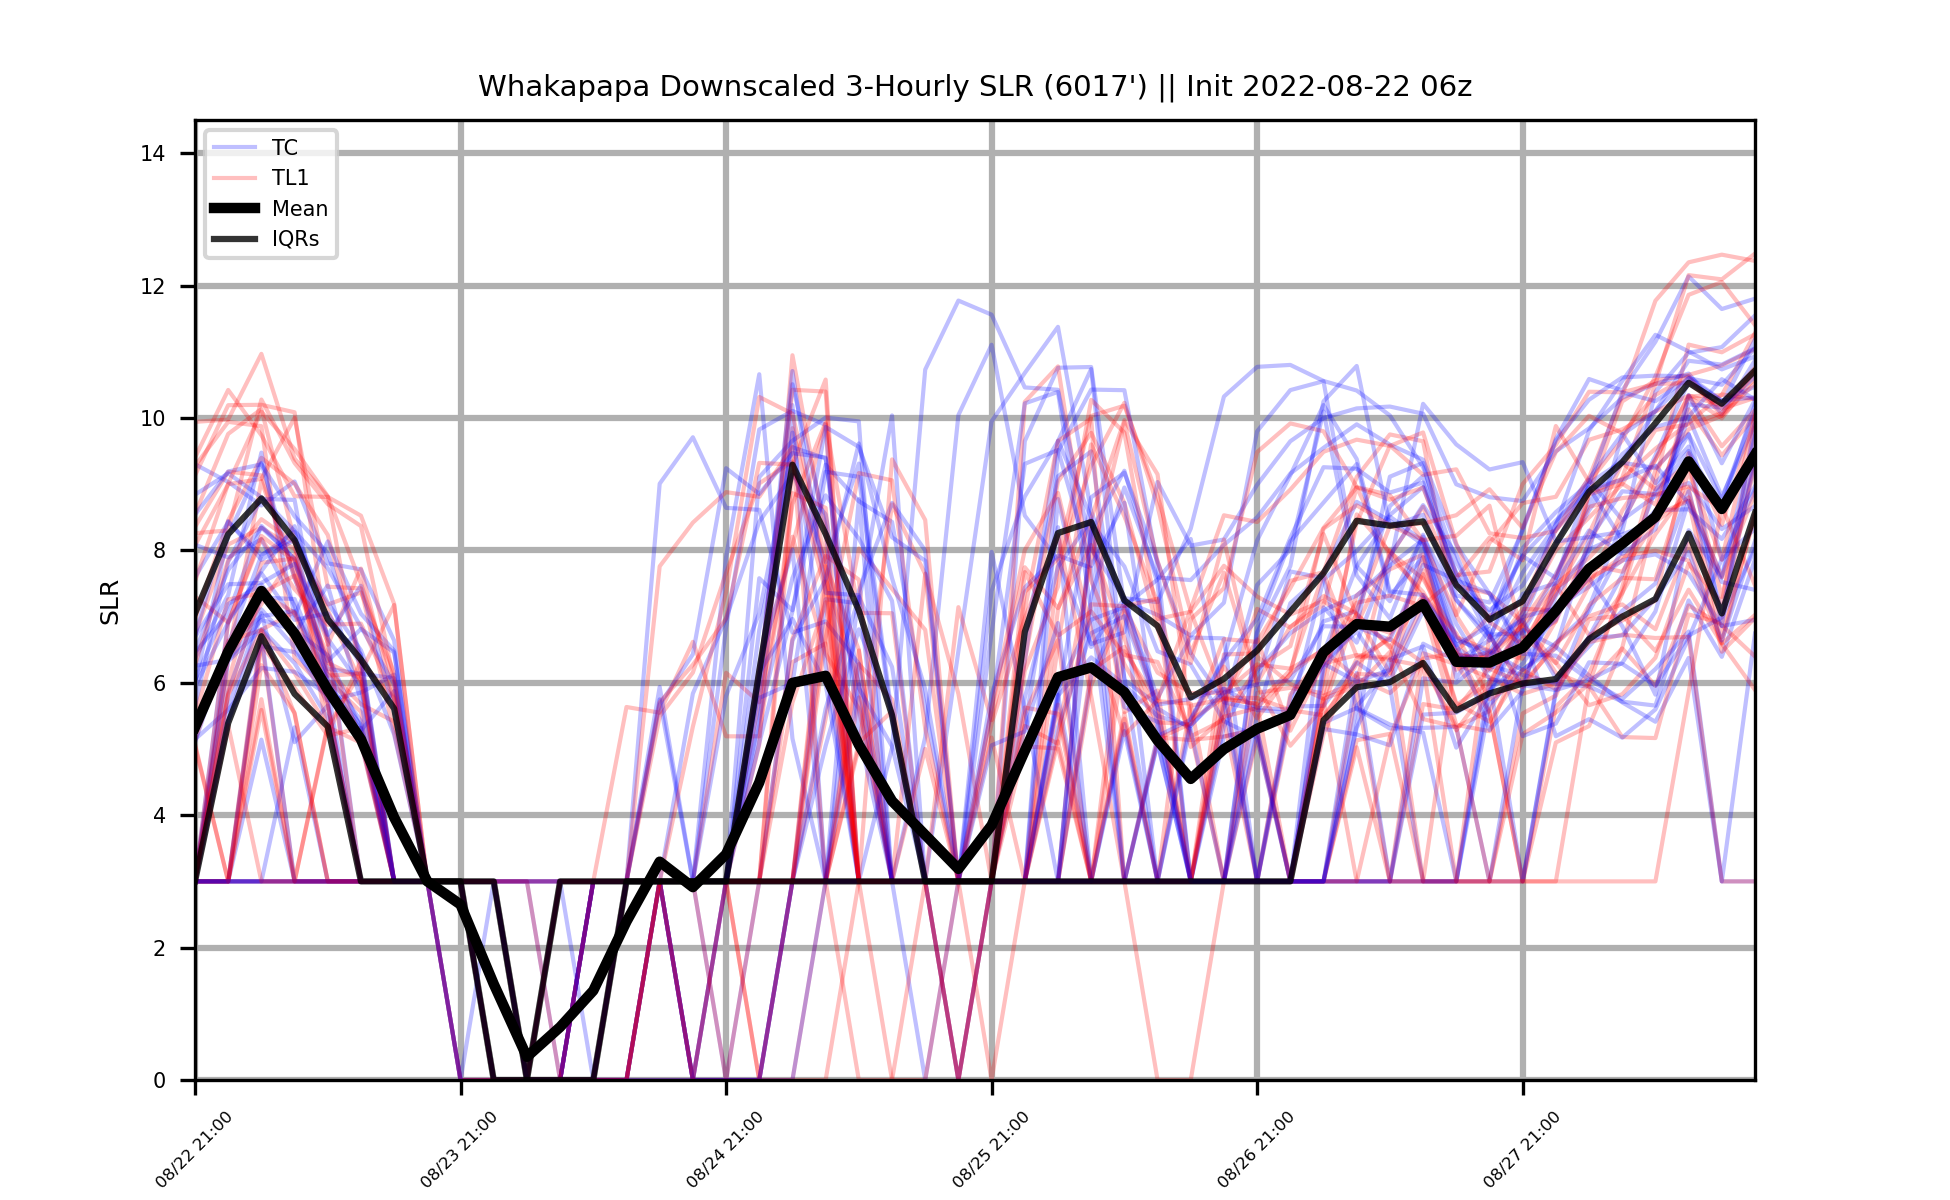 Whakapapa Downscaled 3-Hourly SLR (6017') || Init 2022-08-22 06z
TC
TL1
Mean
IQRs
SLR
14
12
10
8
6
4
2
0
08/22 21:00
08/23 21:00
08/24 21:00
08/25 21:00
08/26 21:00
08/27 21:00